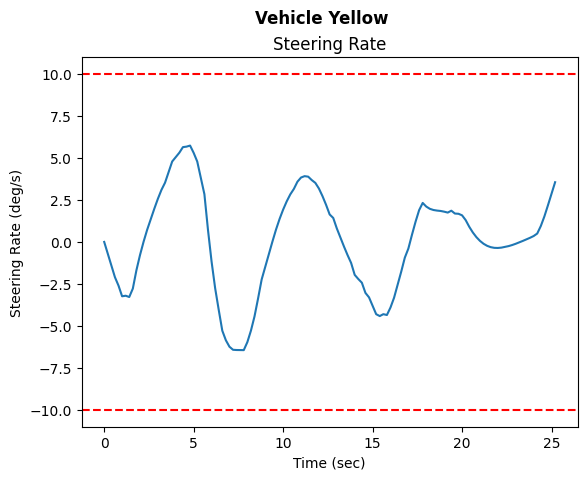 Vehicle Yellow
Steering Rate
10.0
7.5
5.0
2.5
0.0
−2.5
−5.0
−7.5
−10.0
Steering Rate (deg/s)
0 5 10 15 20 25
Time (sec)